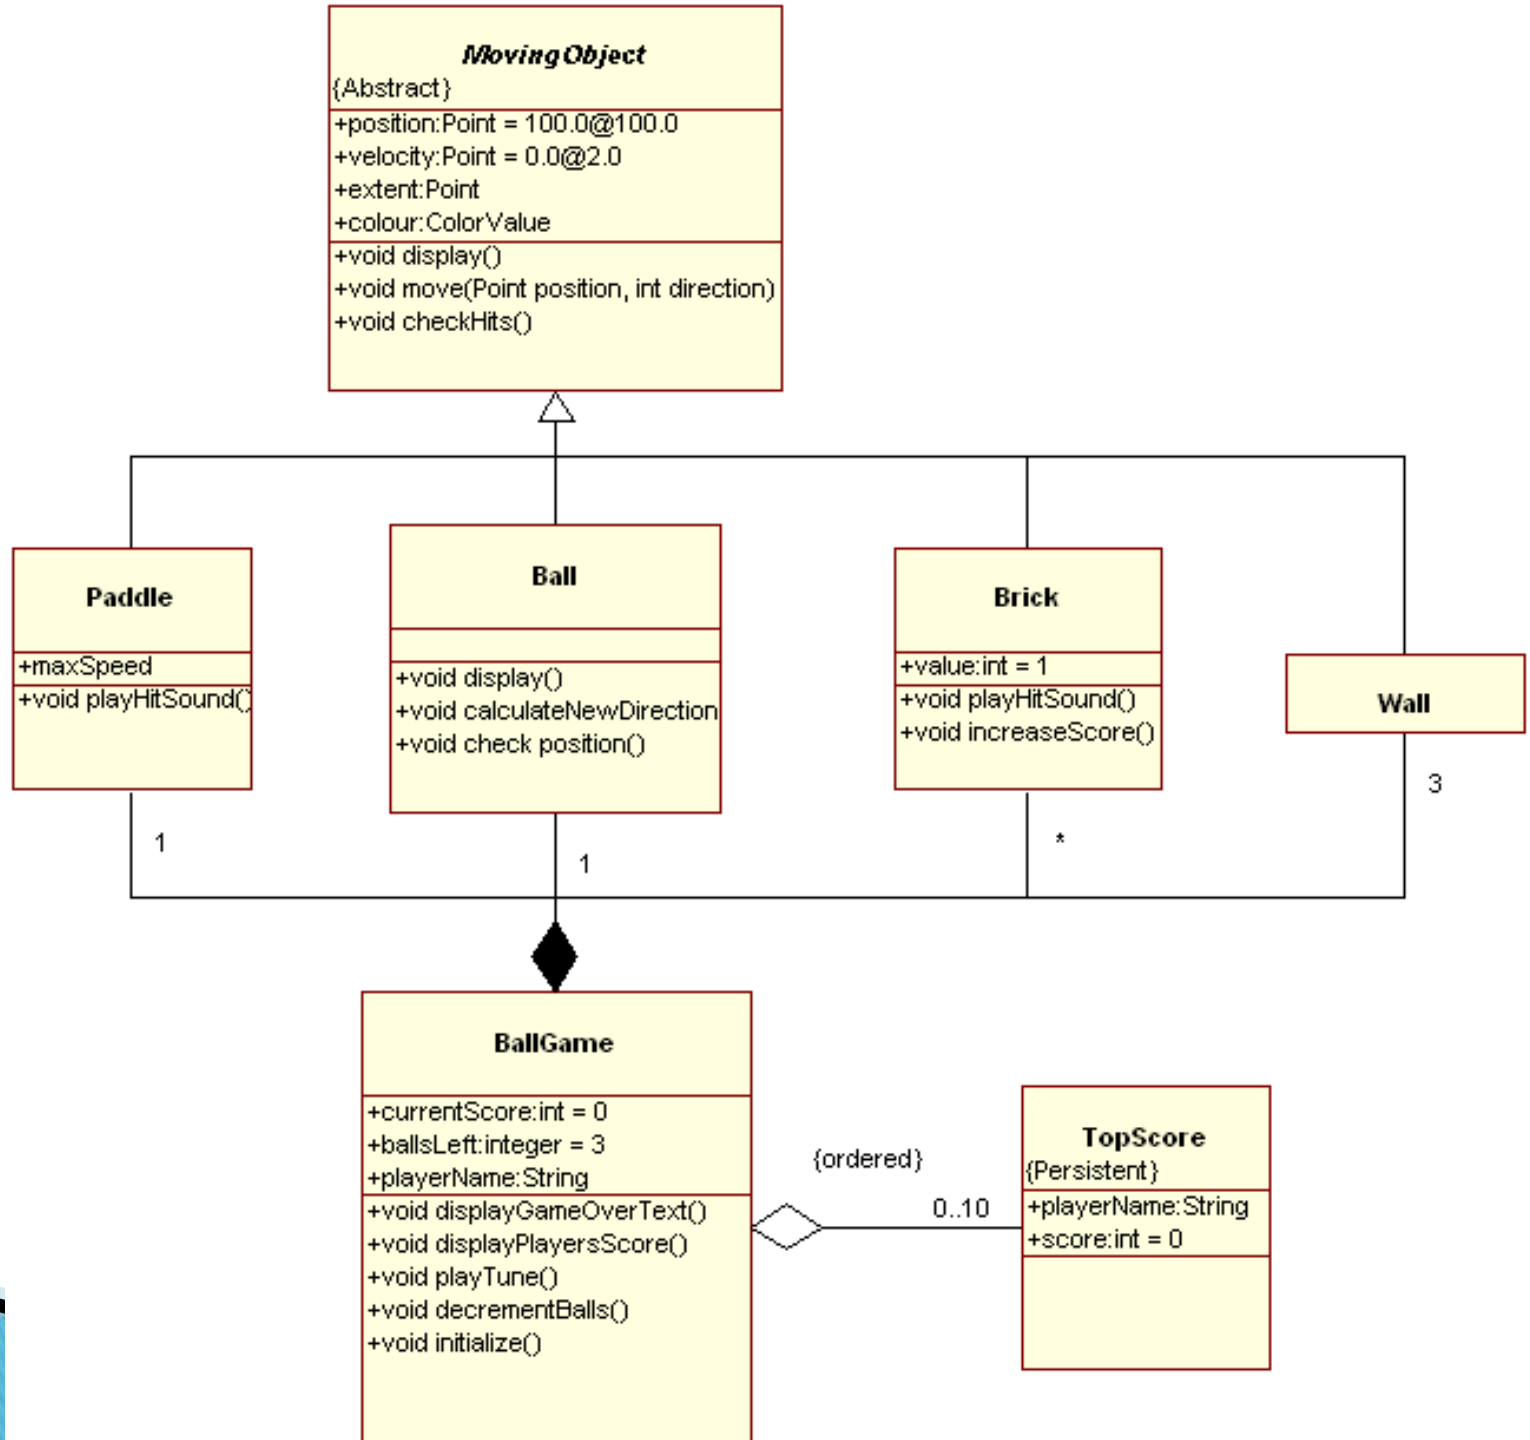 MovingObject
{Abstract}
+position:Point = 100.0@100.0
+velocity:Point = 0.0@2.0
+extent:Point
+colour:ColorValue
+void display()
+void move(Point position, int direction)
+void checkHits()
Paddle
+maxSpeed
+void playHitSound()
Ball
+void display()
+void calculateNewDirection
+void check position()
Brick
+value:int = 1
+void playHitSound()
+void increaseScore()
Wall
1
1
*
3
BallGame
+currentScore:int = 0
+ballsLeft:integer = 3
+playerName:String
+void displayGameOverText()
+void displayPlayersScore()
+void playTune()
+void decrementBalls()
+void initialize()
{ordered}
0..10
TopScore
{Persistent}
+playerName:String
+score:int = 0